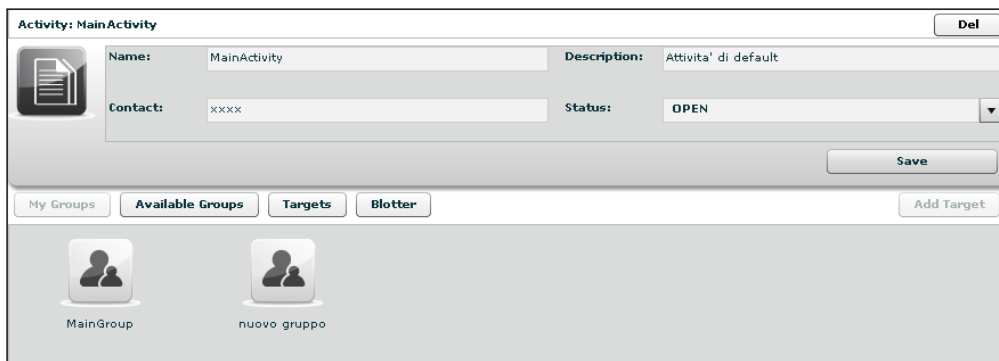 Activity: MainActivity
Del
Name: MainActivity Description: Attivita' di default
Contact: xxxx Status: OPEN
Save
My Groups Available Groups Targets Blotter Add Target
MainGroup nuovo gruppo